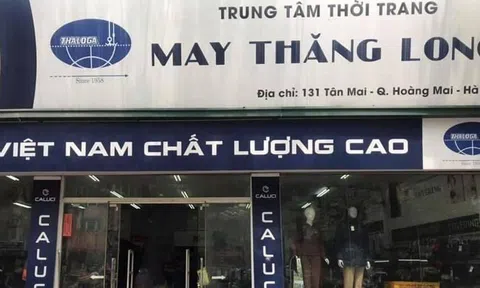 TRUNG TÂM THỜI TRANG
THALOGA
MAY THĂNG LONG
Since 1958
Địa chỉ: 131 Tân Mai - Q. Hoàng Mai - Hà
VIỆT NAM CHẤT LƯỢNG CAO
THALOGA
CALUCI
CALUCI
CALUCI
CALUCI